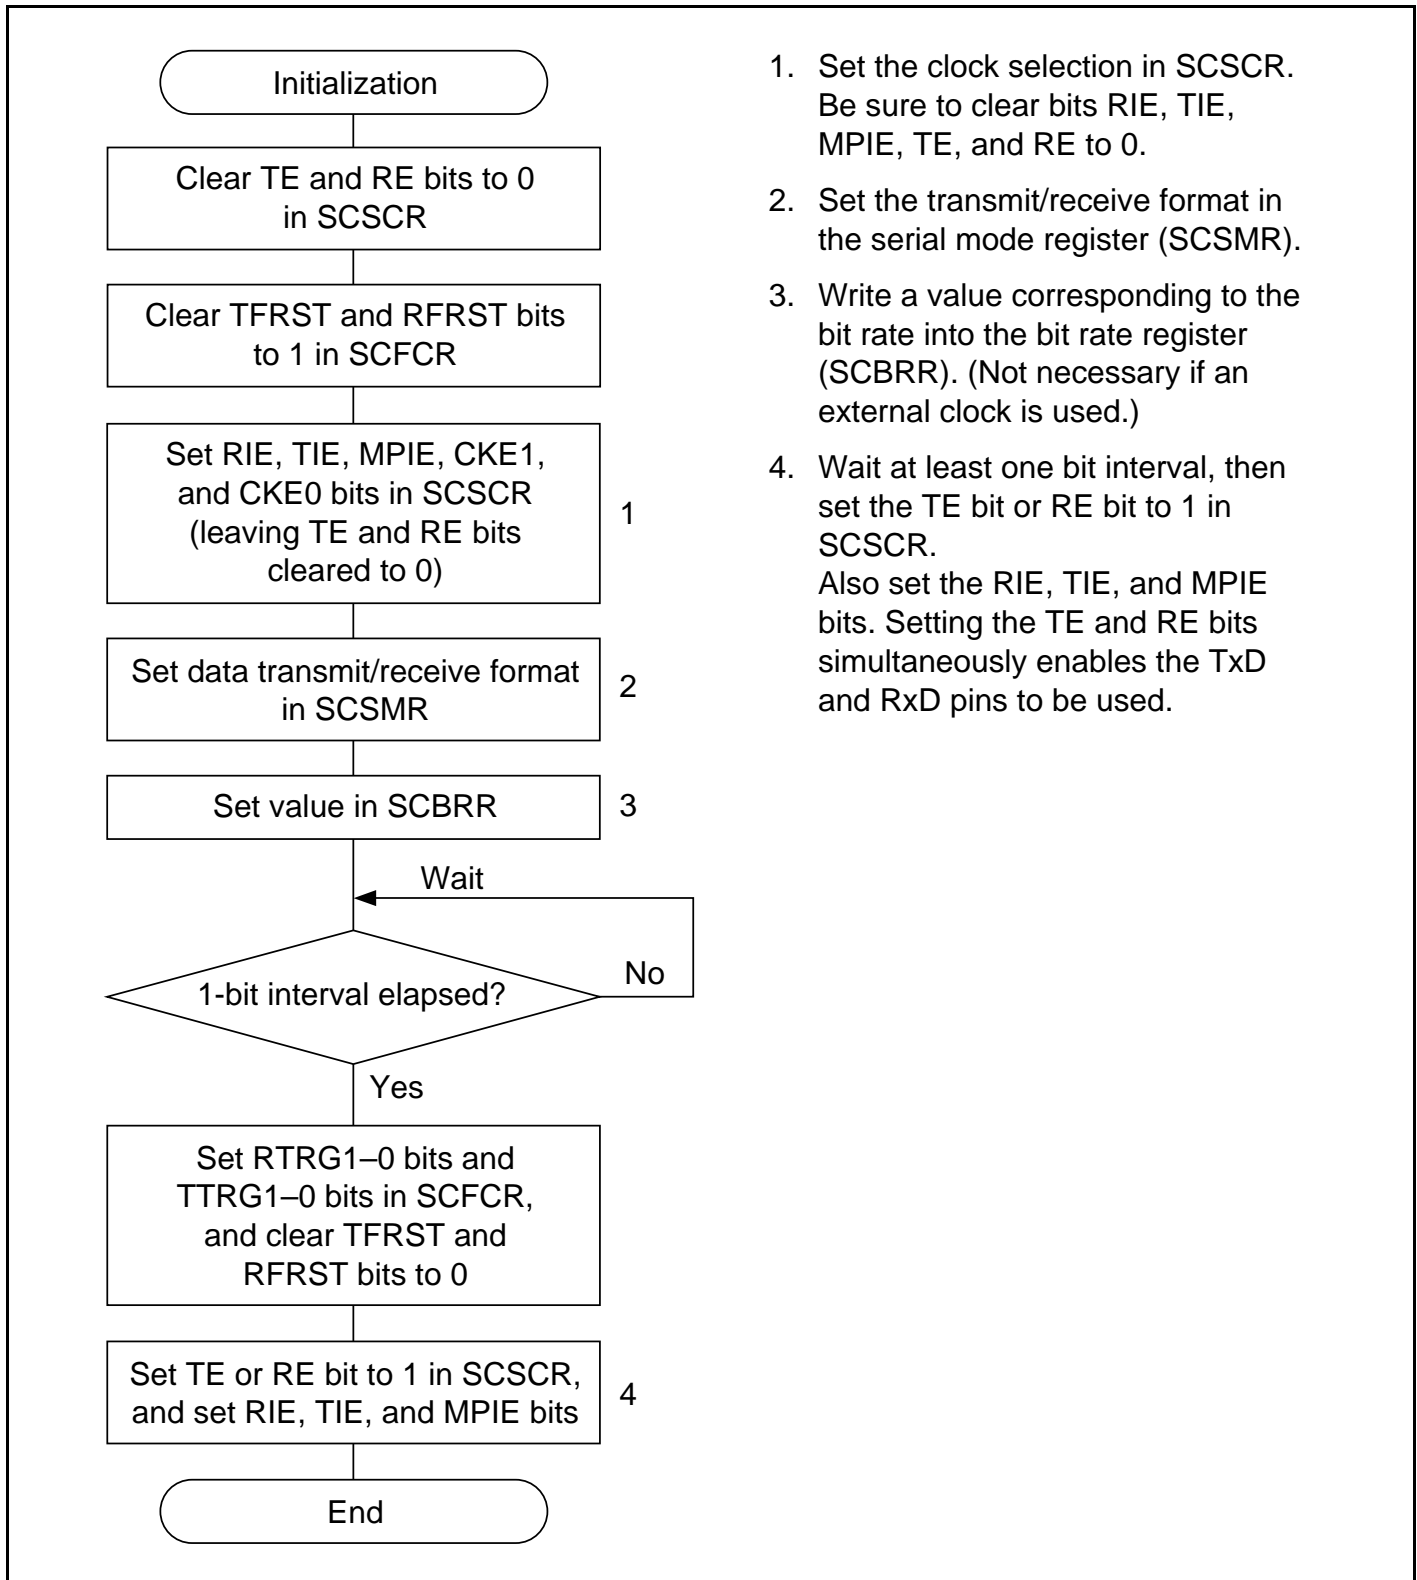 Initialization
Clear TE and RE bits to 0
in SCSCR
Clear TFRST and RFRST bits
to 1 in SCFCR
Set RIE, TIE, MPIE, CKE1,
and CKE0 bits in SCSCR
(leaving TE and RE bits
cleared to 0)
1
Set data transmit/receive format
in SCSMR
2
Set value in SCBRR
3
Wait
1-bit interval elapsed?
No
Yes
Set RTRG1–0 bits and
TTRG1–0 bits in SCFCR,
and clear TFRST and
RFRST bits to 0
Set TE or RE bit to 1 in SCSCR,
and set RIE, TIE, and MPIE bits
4
End
1. Set the clock selection in SCSCR.
Be sure to clear bits RIE, TIE,
MPIE, TE, and RE to 0.
2. Set the transmit/receive format in
the serial mode register (SCSMR).
3. Write a value corresponding to the
bit rate into the bit rate register
(SCBRR). (Not necessary if an
external clock is used.)
4. Wait at least one bit interval, then
set the TE bit or RE bit to 1 in
SCSCR.
Also set the RIE, TIE, and MPIE
bits. Setting the TE and RE bits
simultaneously enables the TxD
and RxD pins to be used.